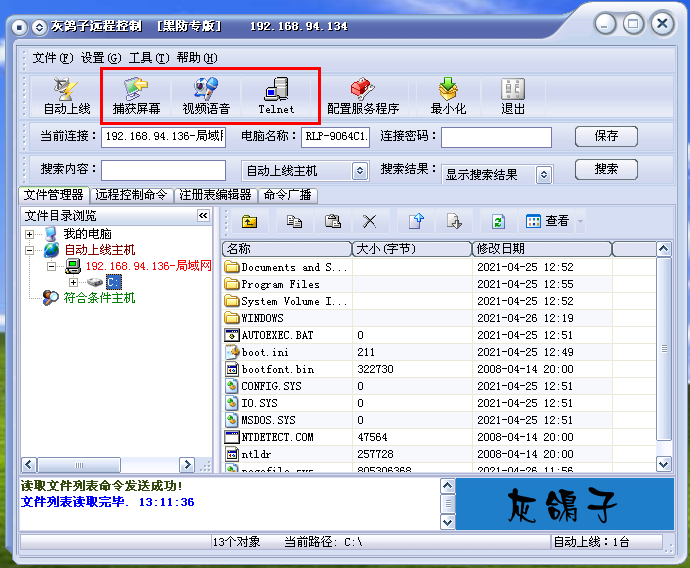 灰鸽子远程控制 [黑防专版] 192.168.94.134
文件(F) 设置(G) 工具(T) 帮助(H)
自动上线 捕获屏幕 视频语音 Telnet 配置服务程序 最小化 退出
当前连接: 192.168.94.136-局域 电脑名称: RLP-9064C1. 连接密码: 保存
搜索内容: 自动上线主机 搜索结果: 显示搜索结果 搜索
文件管理器 远程控制命令 注册表编辑器 命令广播
文件目录浏览
我的电脑
自动上线主机
192.168.94.136-局域网
C:
符合条件主机
查看
名称 大小(字节) 修改日期
Documents and S... 2021-04-25 12:52
Program Files 2021-04-25 12:55
System Volume I... 2021-04-25 12:52
WINDOWS 2021-04-26 12:19
AUTOEXEC.BAT 0 2021-04-25 12:51
boot.ini 211 2021-04-25 12:49
bootfont.bin 322730 2008-04-14 20:00
CONFIG.SYS 0 2021-04-25 12:51
IO.SYS 0 2021-04-25 12:51
MSDOS.SYS 0 2021-04-25 12:51
NTDETECT.COM 47564 2008-04-14 20:00
ntldr 257728 2008-04-14 20:00
pagefile.sys 805306368 2021-04-26 11:56
读取文件列表命令发送成功!
文件列表读取完毕. 13:11:36
灰鸽子
13个对象 当前路径: C:\ 自动上线: 1台